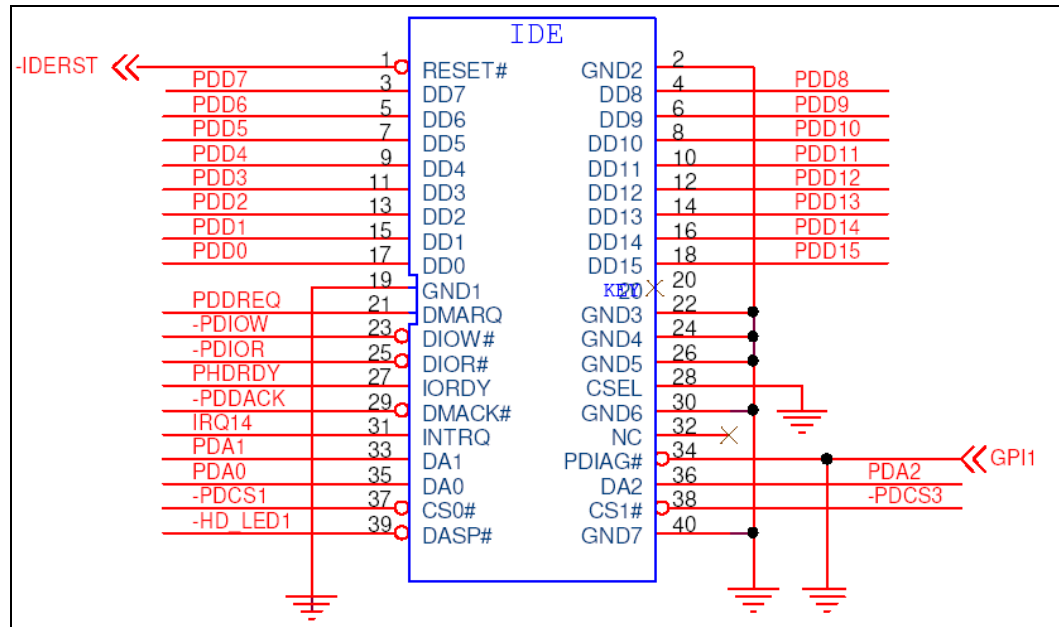 IDE
-IDERST 1 RESET# GND2 2
PDD7 3 DD7 DD8 4 PDD8
PDD6 5 DD6 DD9 6 PDD9
PDD5 7 DD5 DD10 8 PDD10
PDD4 9 DD4 DD11 10 PDD11
PDD3 11 DD3 DD12 12 PDD12
PDD2 13 DD2 DD13 14 PDD13
PDD1 15 DD1 DD14 16 PDD14
PDD0 17 DD0 DD15 18 PDD15
19 GND1 KEY 20 20
PDDREQ 21 DMARQ GND3 22
-PDIOW 23 DIOW# GND4 24
-PDIOR 25 DIOR# GND5 26
PHDRDY 27 IORDY CSEL 28
-PDDACK 29 DMACK# GND6 30
IRQ14 31 INTRQ NC 32
PDA1 33 DA1 PDIAG# 34 GPI1
PDA0 35 DA0 DA2 36 PDA2
-PDCS1 37 CS0# CS1# 38 -PDCS3
-HD_LED1 39 DASP# GND7 40